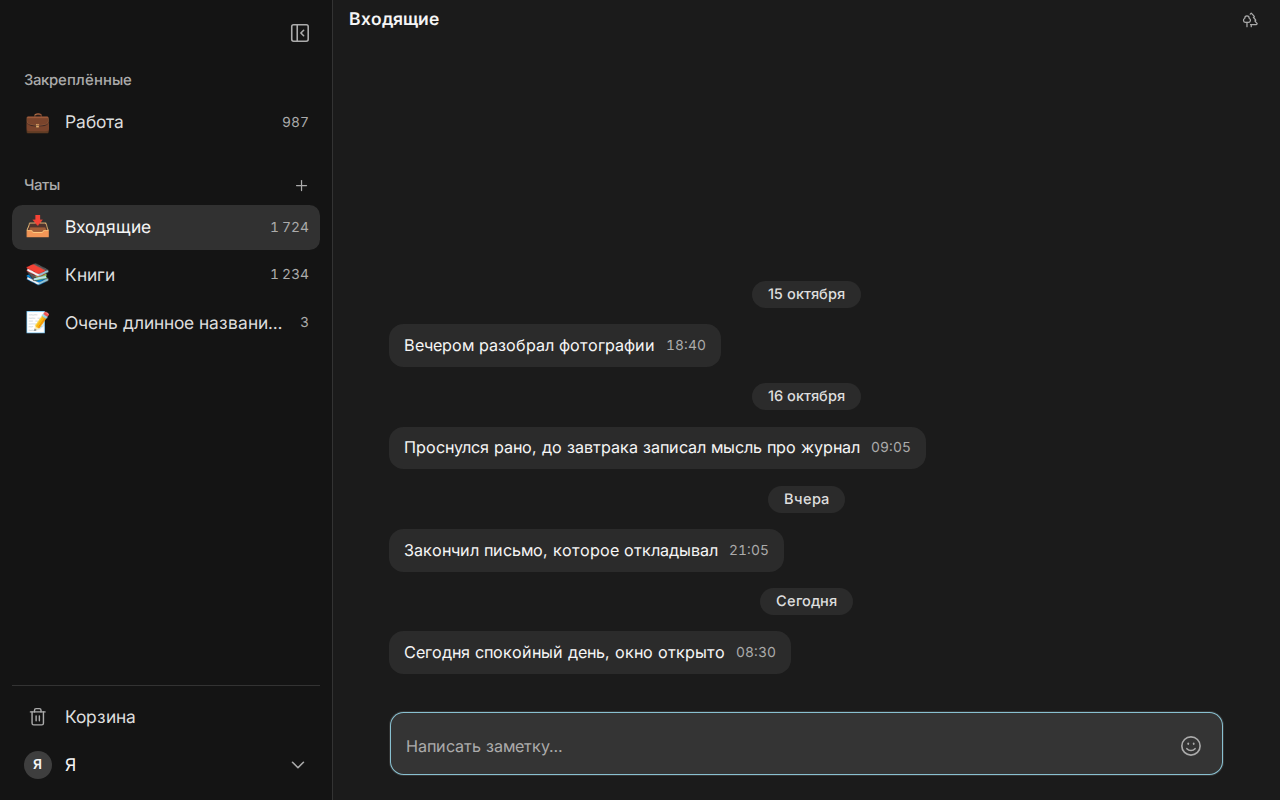 Закреплённые
Работа 987
Чаты
Входящие 1 724
Книги 1 234
Очень длинное названи... 3
Корзина
Я Я
Входящие
15 октября
Вечером разобрал фотографии 18:40
16 октября
Проснулся рано, до завтрака записал мысль про журнал 09:05
Вчера
Закончил письмо, которое откладывал 21:05
Сегодня
Сегодня спокойный день, окно открыто 08:30
Написать заметку...